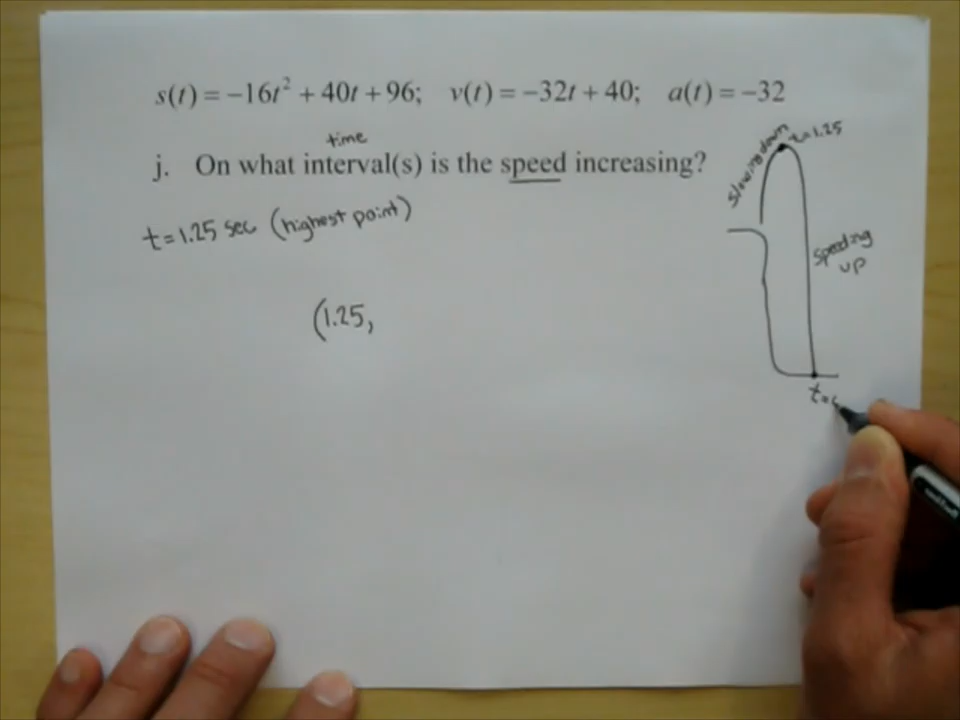 s(t) = −16t² + 40t + 96; v(t) = −32t + 40; a(t) = −32
time
j. On what interval(s) is the speed increasing?
t=1.25 sec (highest point)
(1.25,
slowing down
t=1.25
speeding
up
t=